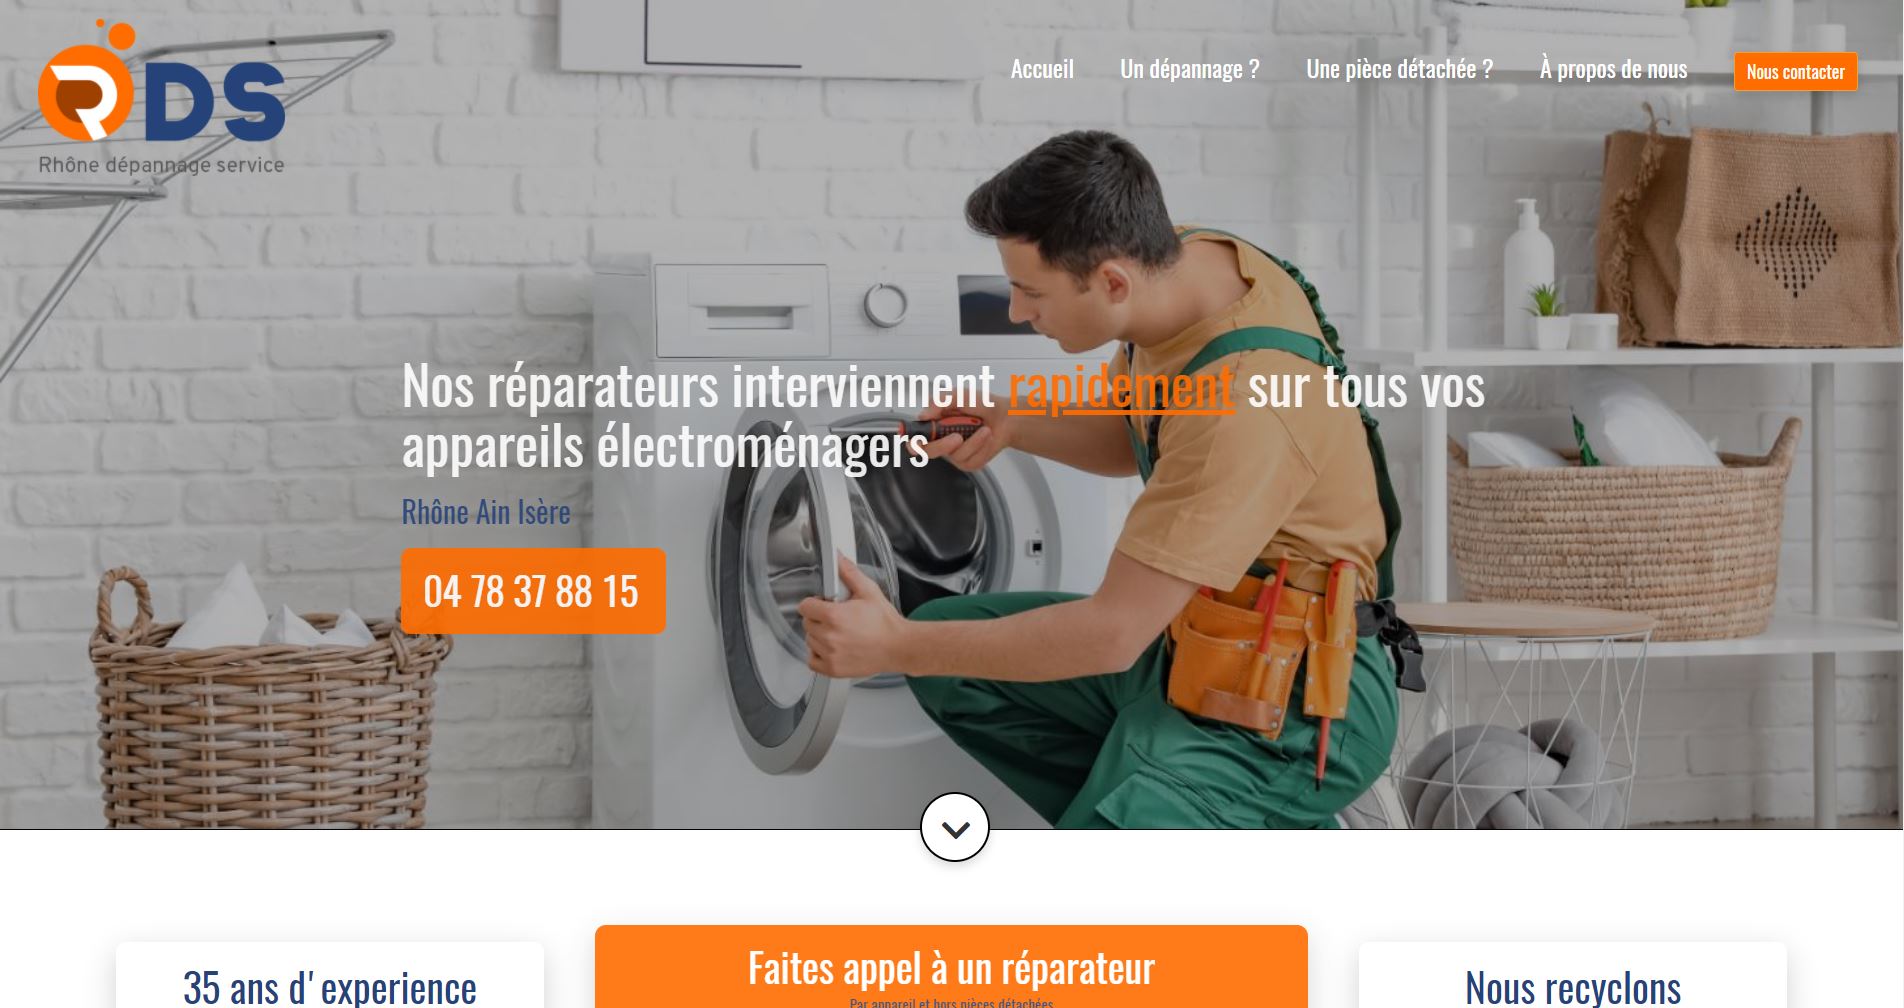 RDS
Rhône dépannage service
Accueil
Un dépannage ?
Une pièce détachée ?
À propos de nous
Nous contacter
Nos réparateurs interviennent rapidement sur tous vos
appareils électroménagers
Rhône Ain Isère
04 78 37 88 15
35 ans d'experience
Faites appel à un réparateur
Par appareil et hors pièces détachées
Nous recyclons